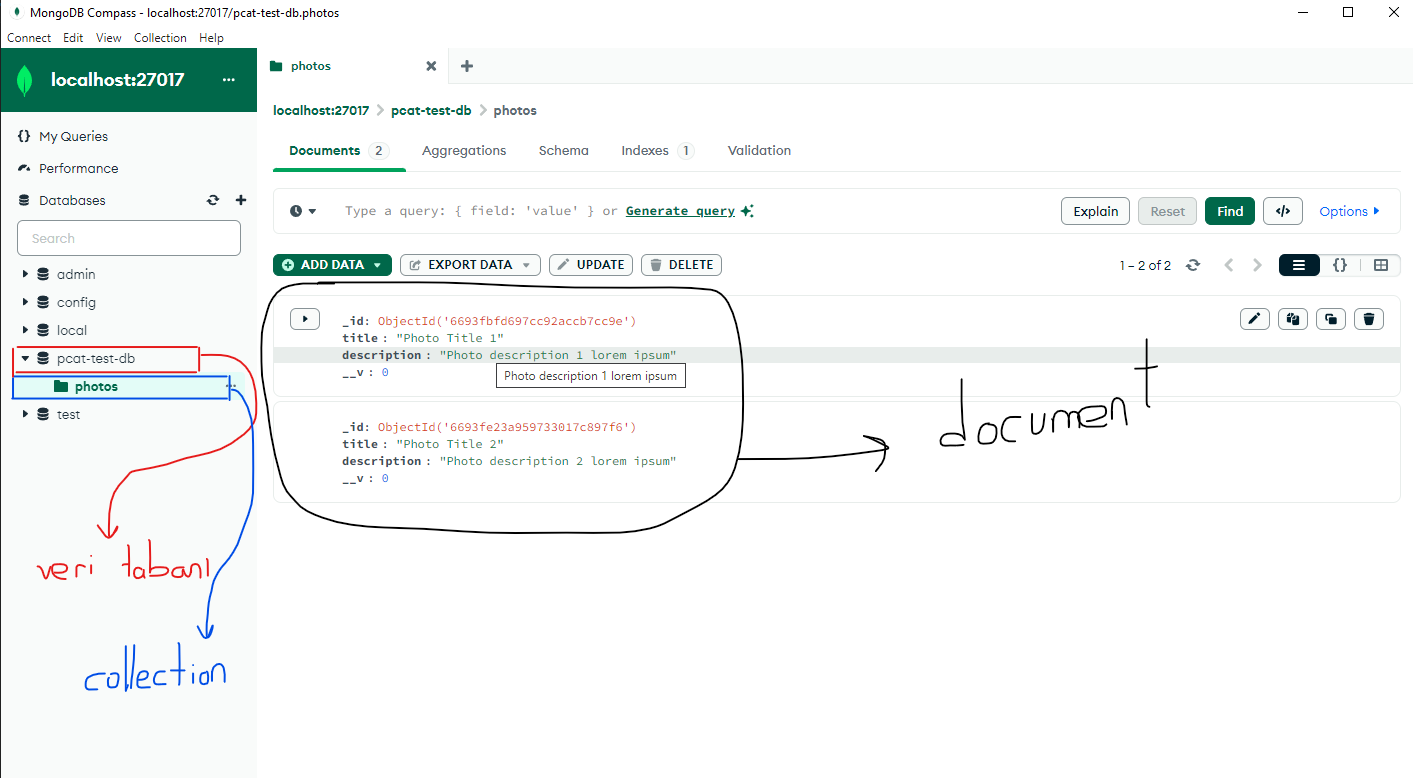 MongoDB Compass - localhost:27017/pcat-test-db.photos
Connect Edit View Collection Help
localhost:27017 ...
photos
localhost:27017 > pcat-test-db > photos
{} My Queries
Performance
Databases
Search
admin
config
local
pcat-test-db
photos
test
Documents 2 Aggregations Schema Indexes 1 Validation
Type a query: { field: 'value' } or Generate query
Explain Reset Find </> Options
ADD DATA EXPORT DATA UPDATE DELETE
1 – 2 of 2 {}
_id: ObjectId('6693fbfd697cc92accb7cc9e')
title : "Photo Title 1"
description : "Photo description 1 lorem ipsum"
__v : 0
Photo description 1 lorem ipsum
_id: ObjectId('6693fe23a959733017c897f6')
title : "Photo Title 2"
description : "Photo description 2 lorem ipsum"
__v : 0
document
veri tabanı
collection